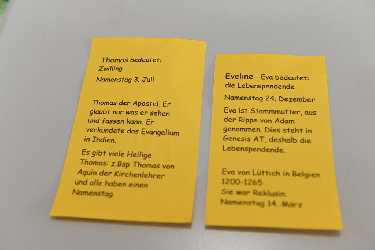 Thomas bedeutet:
Zwilling
Namenstag 3. Juli
Thomas der Apostel. Er
glaubt nur was er sehen
und fassen kann. Er
verkündete das Evangelium
in Indien.
Es gibt viele Heilige
Thomas: z.Bsp Thomas von
Aquin der Kirchenlehrer
und alle haben einen
Namenstag
Eveline - Eva bedeutet:
die Lebensspendende
Namenstag 24. Dezember
Eva ist Stammmutter, aus
der Rippe von Adam
genommen. Dies steht in
Genesis AT, deshalb die
Lebenspendende.
Eva von Lüttich in Belgien
1200-1265
Sie war Reklusin.
Namenstag 14. März